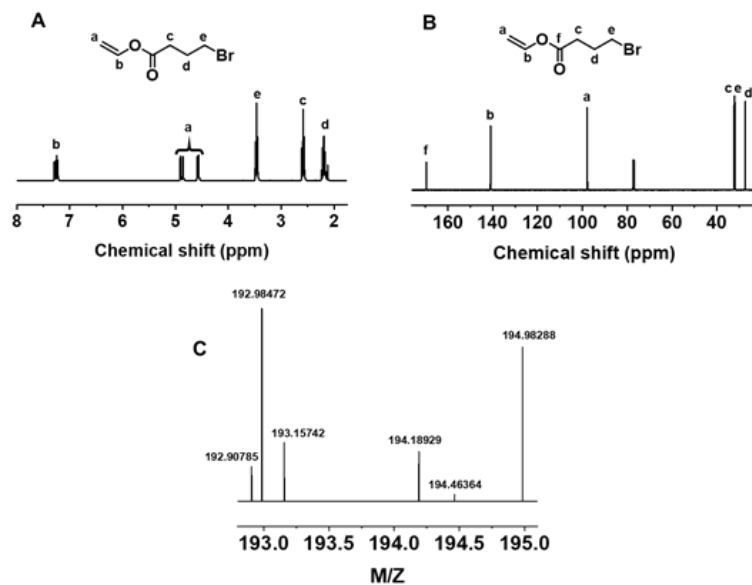 A
a
b
O
O
c
d
e
Br
b
a
e
c
d
8 7 6 5 4 3 2
Chemical shift (ppm)
B
a
b
O
f
O
c
d
e
Br
f
b
a
c e
d
160 140 120 100 80 60 40
Chemical shift (ppm)
C
192.98472
194.98288
193.15742
194.18929
192.90785
194.46364
193.0 193.5 194.0 194.5 195.0
M/Z